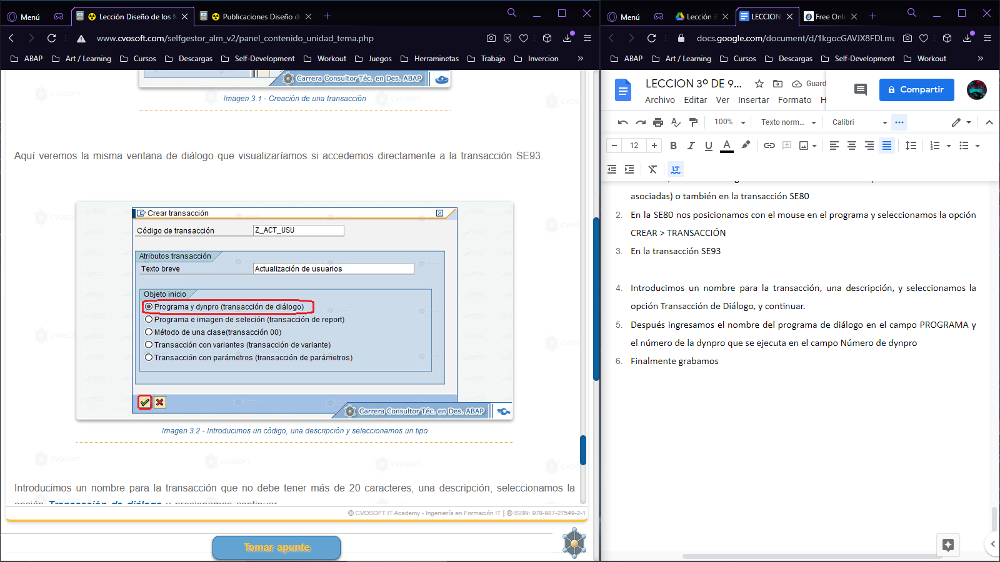 Menú
Lección Diseño de los M
Publicaciones Diseño de
www.cvosoft.com/selfgestor_alm_v2/panel_contenido_unidad_tema.php
ABAP
Art / Learning
Cursos
Descargas
Self-Development
Workout
Juegos
Herraminetas
Trabajo
Invercion
»
Carrera Consultor Téc. en Des. ABAP
Imagen 3.1 - Creación de una transacción
Aquí veremos la misma ventana de diálogo que visualizaríamos si accedemos directamente a la transacción SE93.
Crear transacción
Código de transacción
Z_ACT_USU
Atributos transacción
Texto breve
Actualización de usuarios
Objeto inicio
Programa y dynpro (transacción de diálogo)
Programa e imagen de seleción (transacción de report)
Método de una clase(transacción 00)
Transacción con variantes (transacción de variante)
Transacción con parámetros (transacción de parámetros)
Carrera Consultor Téc. en Des. ABAP
Imagen 3.2 - Introducimos un código, una descripción y seleccionamos un tipo
CVOSOFT
Introducimos un nombre para la transacción que no debe tener más de 20 caracteres, una descripción, seleccionamos la
opción Transacción de diálogo y presionamos continuar.
© CVOSOFT IT Academy - Ingeniería en Formación IT | ® ISBN: 978-987-27549-2-1
Tomar apunte
Menú
Lección 3
LECCION
Free Onli
docs.google.com/document/d/1kgocGAVJX8FDLmu
ABAP
Art / Learning
Cursos
Descargas
Self-Development
Workout
»
LECCION 3º DE 9...
Guard
Archivo
Editar
Ver
Insertar
Formato
H
Compartir
100%
Texto norm...
Calibri
12
asociadas) o también en la transacción SE80
2. En la SE80 nos posicionamos con el mouse en el programa y seleccionamos la opción
CREAR > TRANSACCIÓN
3. En la transacción SE93
4. Introducimos un nombre para la transacción, una descripción, y seleccionamos la
opción Transacción de Diálogo, y continuar.
5. Después ingresamos el nombre del programa de diálogo en el campo PROGRAMA y
el número de la dynpro que se ejecuta en el campo Número de dynpro
6. Finalmente grabamos